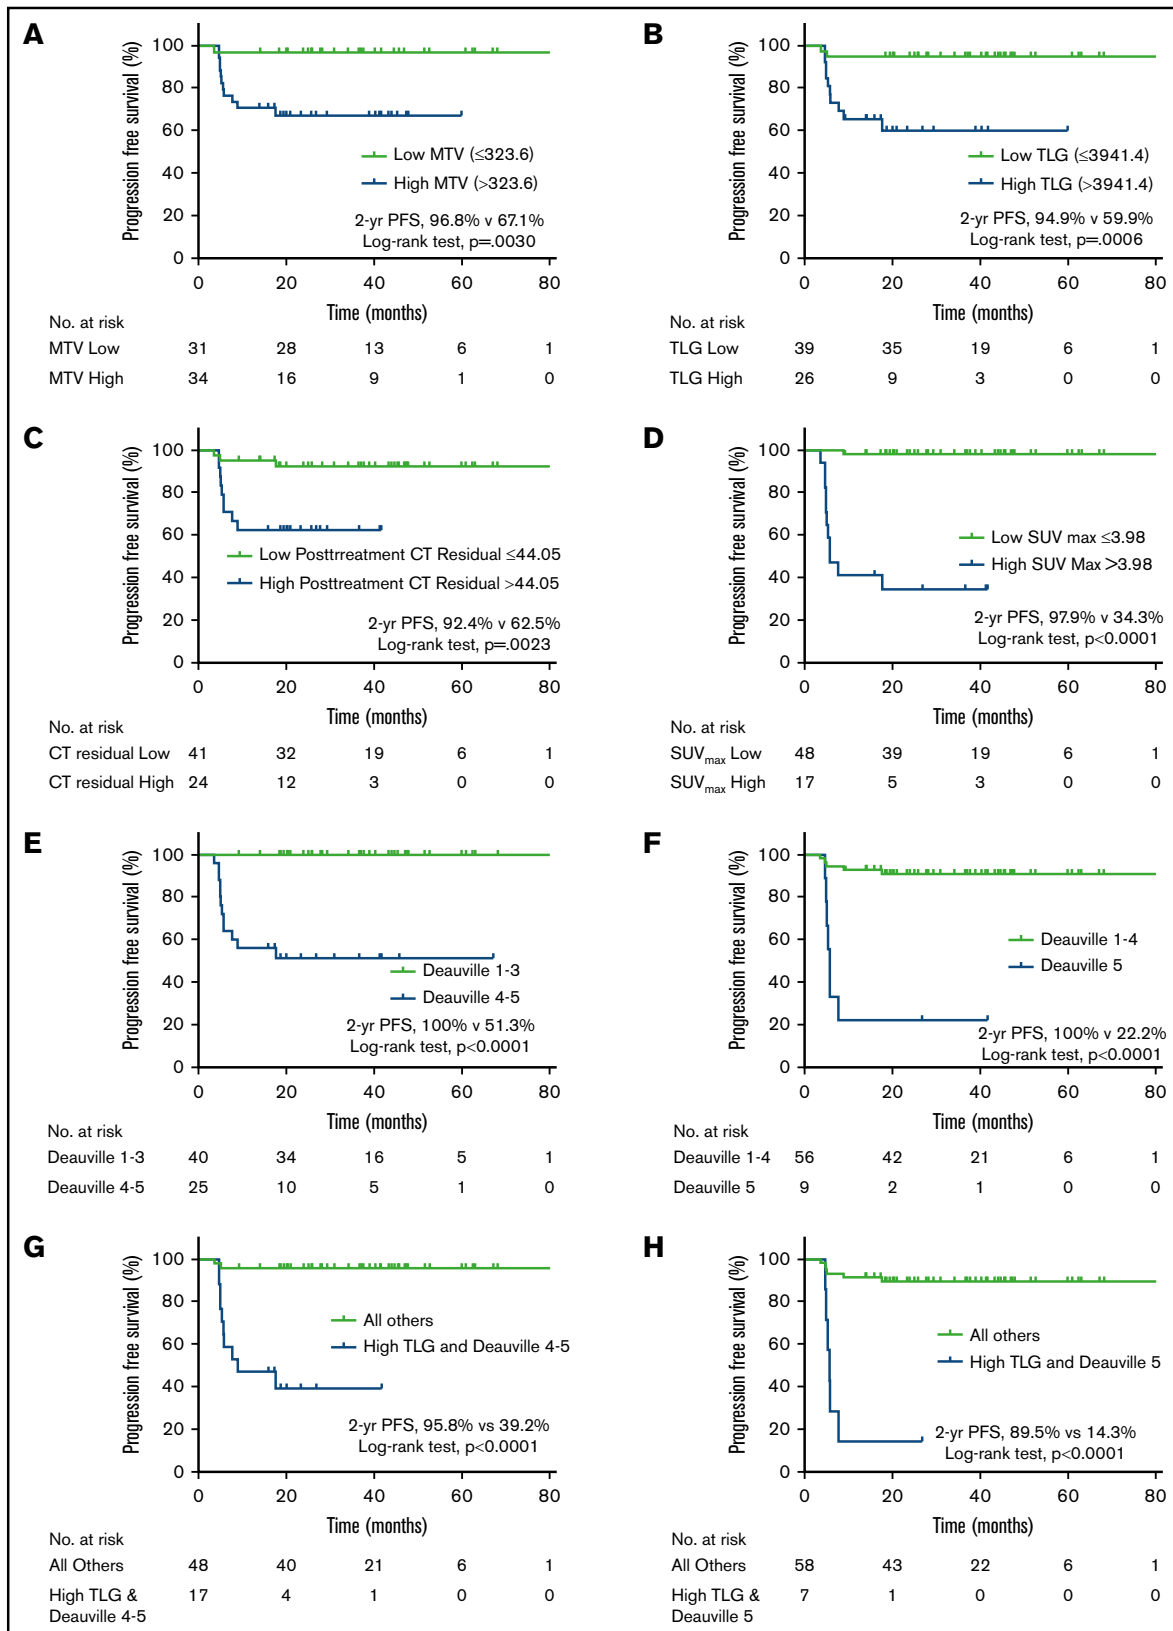 A
Progression free survival (%)
100
80
60
40
20
0
Low MTV (≤323.6)
High MTV (>323.6)
2-yr PFS, 96.8% v 67.1%
Log-rank test, p=.0030
0 20 40 60 80
Time (months)
No. at risk
MTV Low 31 28 13 6 1
MTV High 34 16 9 1 0
B
Progression free survival (%)
100
80
60
40
20
0
Low TLG (≤3941.4)
High TLG (>3941.4)
2-yr PFS, 94.9% v 59.9%
Log-rank test, p=.0006
0 20 40 60 80
Time (months)
No. at risk
TLG Low 39 35 19 6 1
TLG High 26 9 3 0 0
C
Progression free survival (%)
100
80
60
40
20
0
Low Posttrreatment CT Residual ≤44.05
High Posttreatment CT Residual >44.05
2-yr PFS, 92.4% v 62.5%
Log-rank test, p=.0023
0 20 40 60 80
Time (months)
No. at risk
CT residual Low 41 32 19 6 1
CT residual High 24 12 3 0 0
D
Progression free survival (%)
100
80
60
40
20
0
Low SUV max ≤3.98
High SUV Max >3.98
2-yr PFS, 97.9% v 34.3%
Log-rank test, p<0.0001
0 20 40 60 80
Time (months)
No. at risk
SUVmax Low 48 39 19 6 1
SUVmax High 17 5 3 0 0
E
Progression free survival (%)
100
80
60
40
20
0
Deauville 1-3
Deauville 4-5
2-yr PFS, 100% v 51.3%
Log-rank test, p<0.0001
0 20 40 60 80
Time (months)
No. at risk
Deauville 1-3 40 34 16 5 1
Deauville 4-5 25 10 5 1 0
F
Progression free survival (%)
100
80
60
40
20
0
Deauville 1-4
Deauville 5
2-yr PFS, 100% v 22.2%
Log-rank test, p<0.0001
0 20 40 60 80
Time (months)
No. at risk
Deauville 1-4 56 42 21 6 1
Deauville 5 9 2 1 0 0
G
Progression free survival (%)
100
80
60
40
20
0
All others
High TLG and Deauville 4-5
2-yr PFS, 95.8% vs 39.2%
Log-rank test, p<0.0001
0 20 40 60 80
Time (months)
No. at risk
All Others 48 40 21 6 1
High TLG & 17 4 1 0 0
Deauville 4-5
H
Progression free survival (%)
100
80
60
40
20
0
All others
High TLG and Deauville 5
2-yr PFS, 89.5% vs 14.3%
Log-rank test, p<0.0001
0 20 40 60 80
Time (months)
No. at risk
All Others 58 43 22 6 1
High TLG & 7 1 0 0 0
Deauville 5